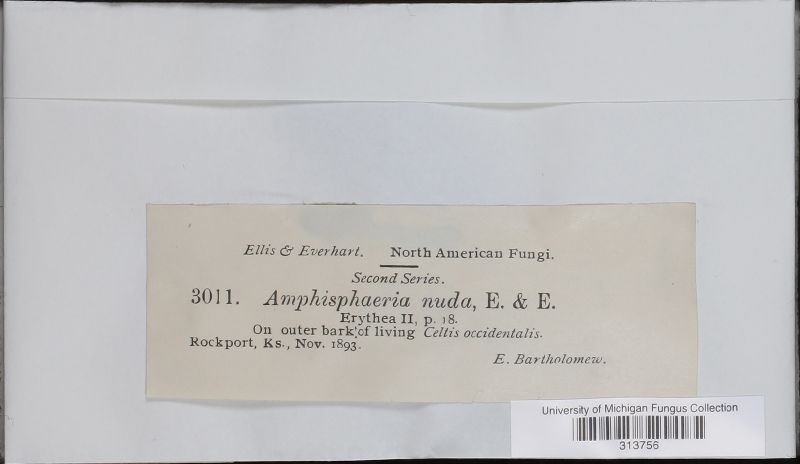 Ellis & Everhart. North American Fungi.
Second Series.
3011. Amphisphaeria nuda, E. & E.
Erythea II, p. 18.
On outer bark of living Celtis occidentalis.
Rockport, Ks., Nov. 1893.
E. Bartholomew.
University of Michigan Fungus Collection
313756